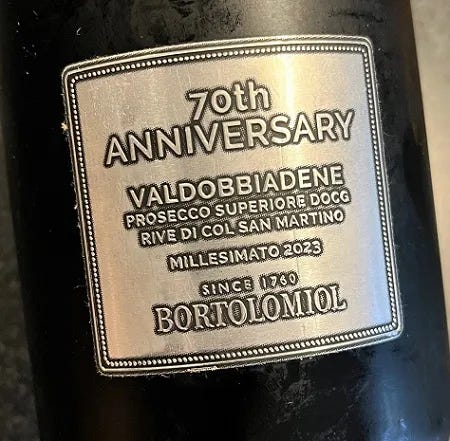 70th
ANNIVERSARY
VALDOBBIADENE
PROSECCO SUPERIORE DOCG
RIVE DI COL SAN MARTINO
MILLESIMATO 2023
SINCE 1760
BORTOLOMIOL